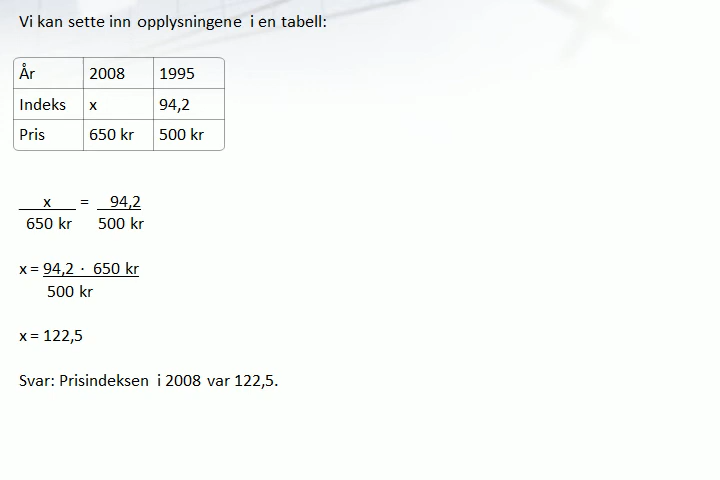 Vi kan sette inn opplysningene i en tabell:
År 2008 1995
Indeks x 94,2
Pris 650 kr 500 kr
x = 94,2
650 kr 500 kr
x = 94,2 · 650 kr
500 kr
x = 122,5
Svar: Prisindeksen i 2008 var 122,5.